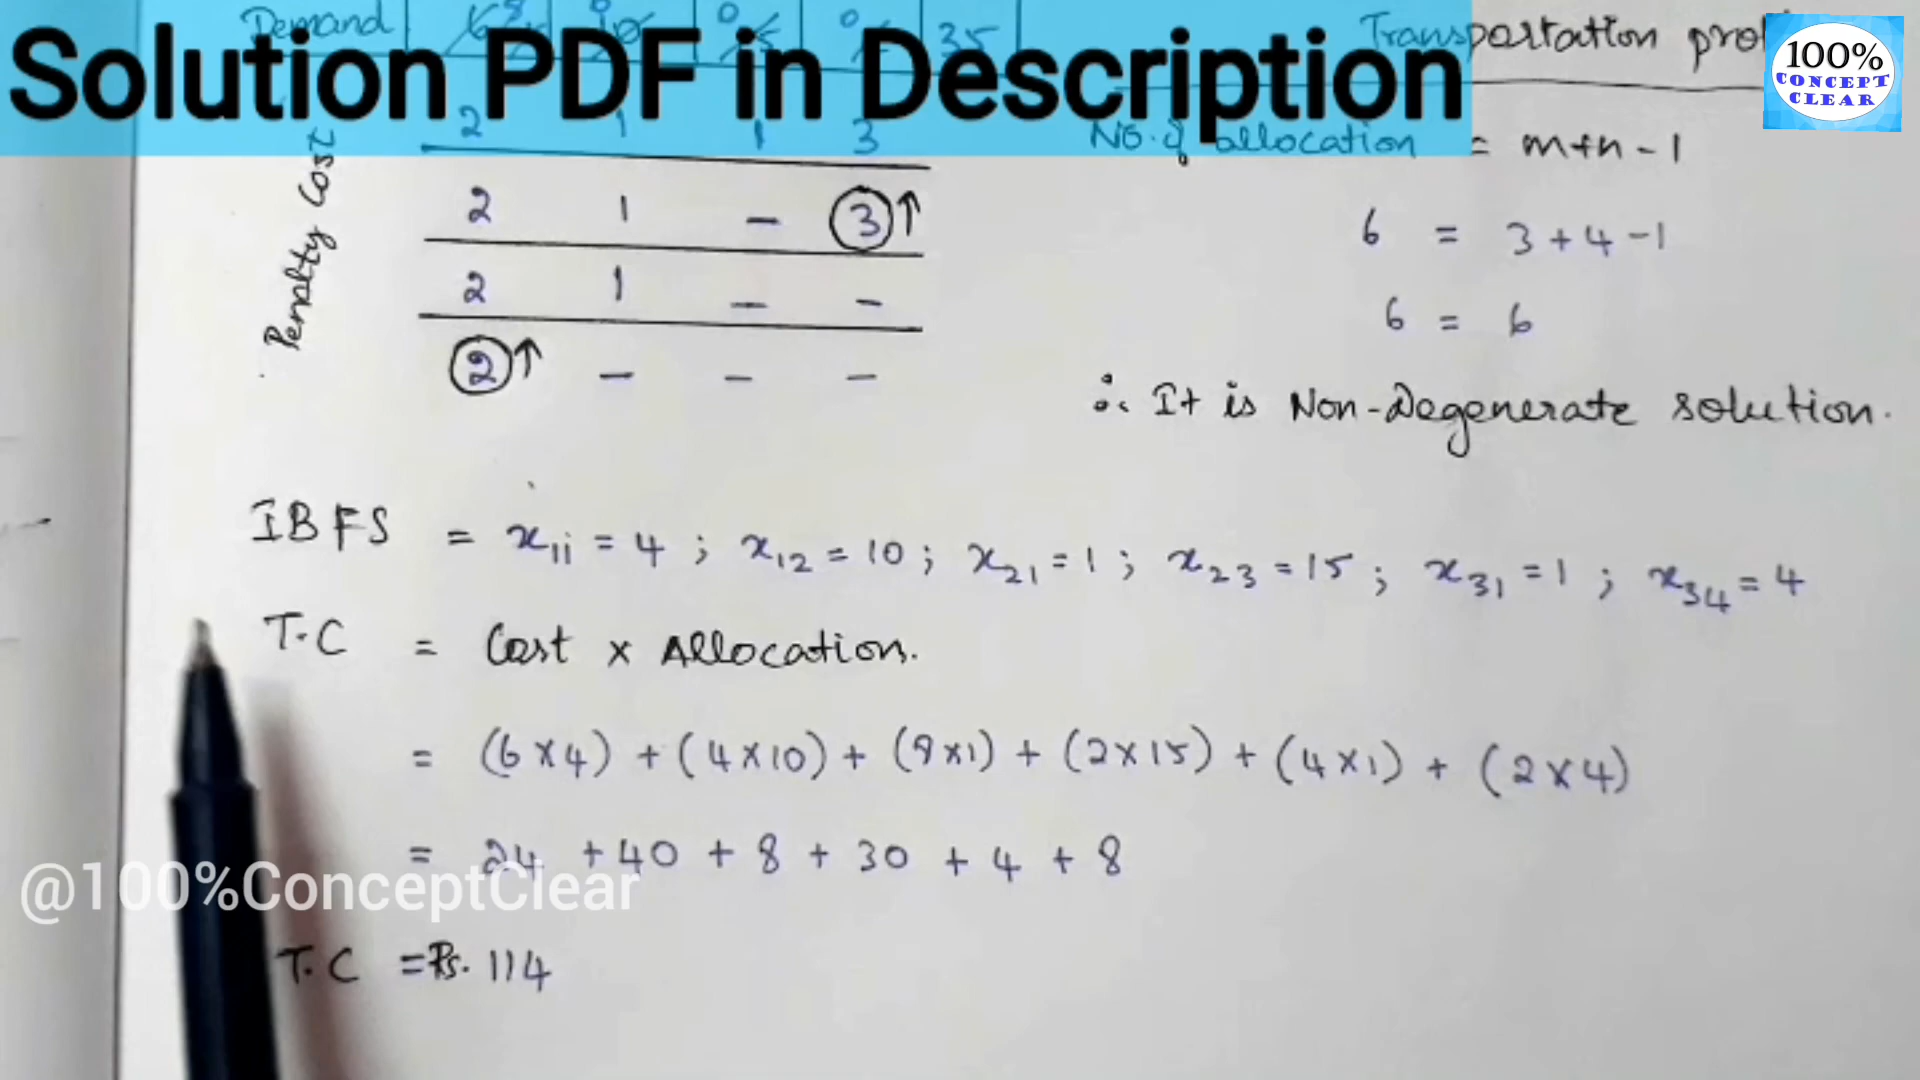 Demand 35
Transportation pro
Solution PDF in Description
100%
CONCEPT
CLEAR
2 1 1 3
No. of allocation = m+n-1
Penalty Cost
2 1 - 3↑
6 = 3+4-1
2 1 - -
6 = 6
2↑ - - -
∴ It is Non-Degenerate solution.
IBFS = x11 = 4 ; x12 = 10 ; x21 = 1 ; x23 = 15 ; x31 = 1 ; x34 = 4
T.C = Cost × Allocation.
= (6×4) + (4×10) + (8×1) + (2×15) + (4×1) + (2×4)
= 24 + 40 + 8 + 30 + 4 + 8
@100%ConceptClear
T.C = Rs. 114